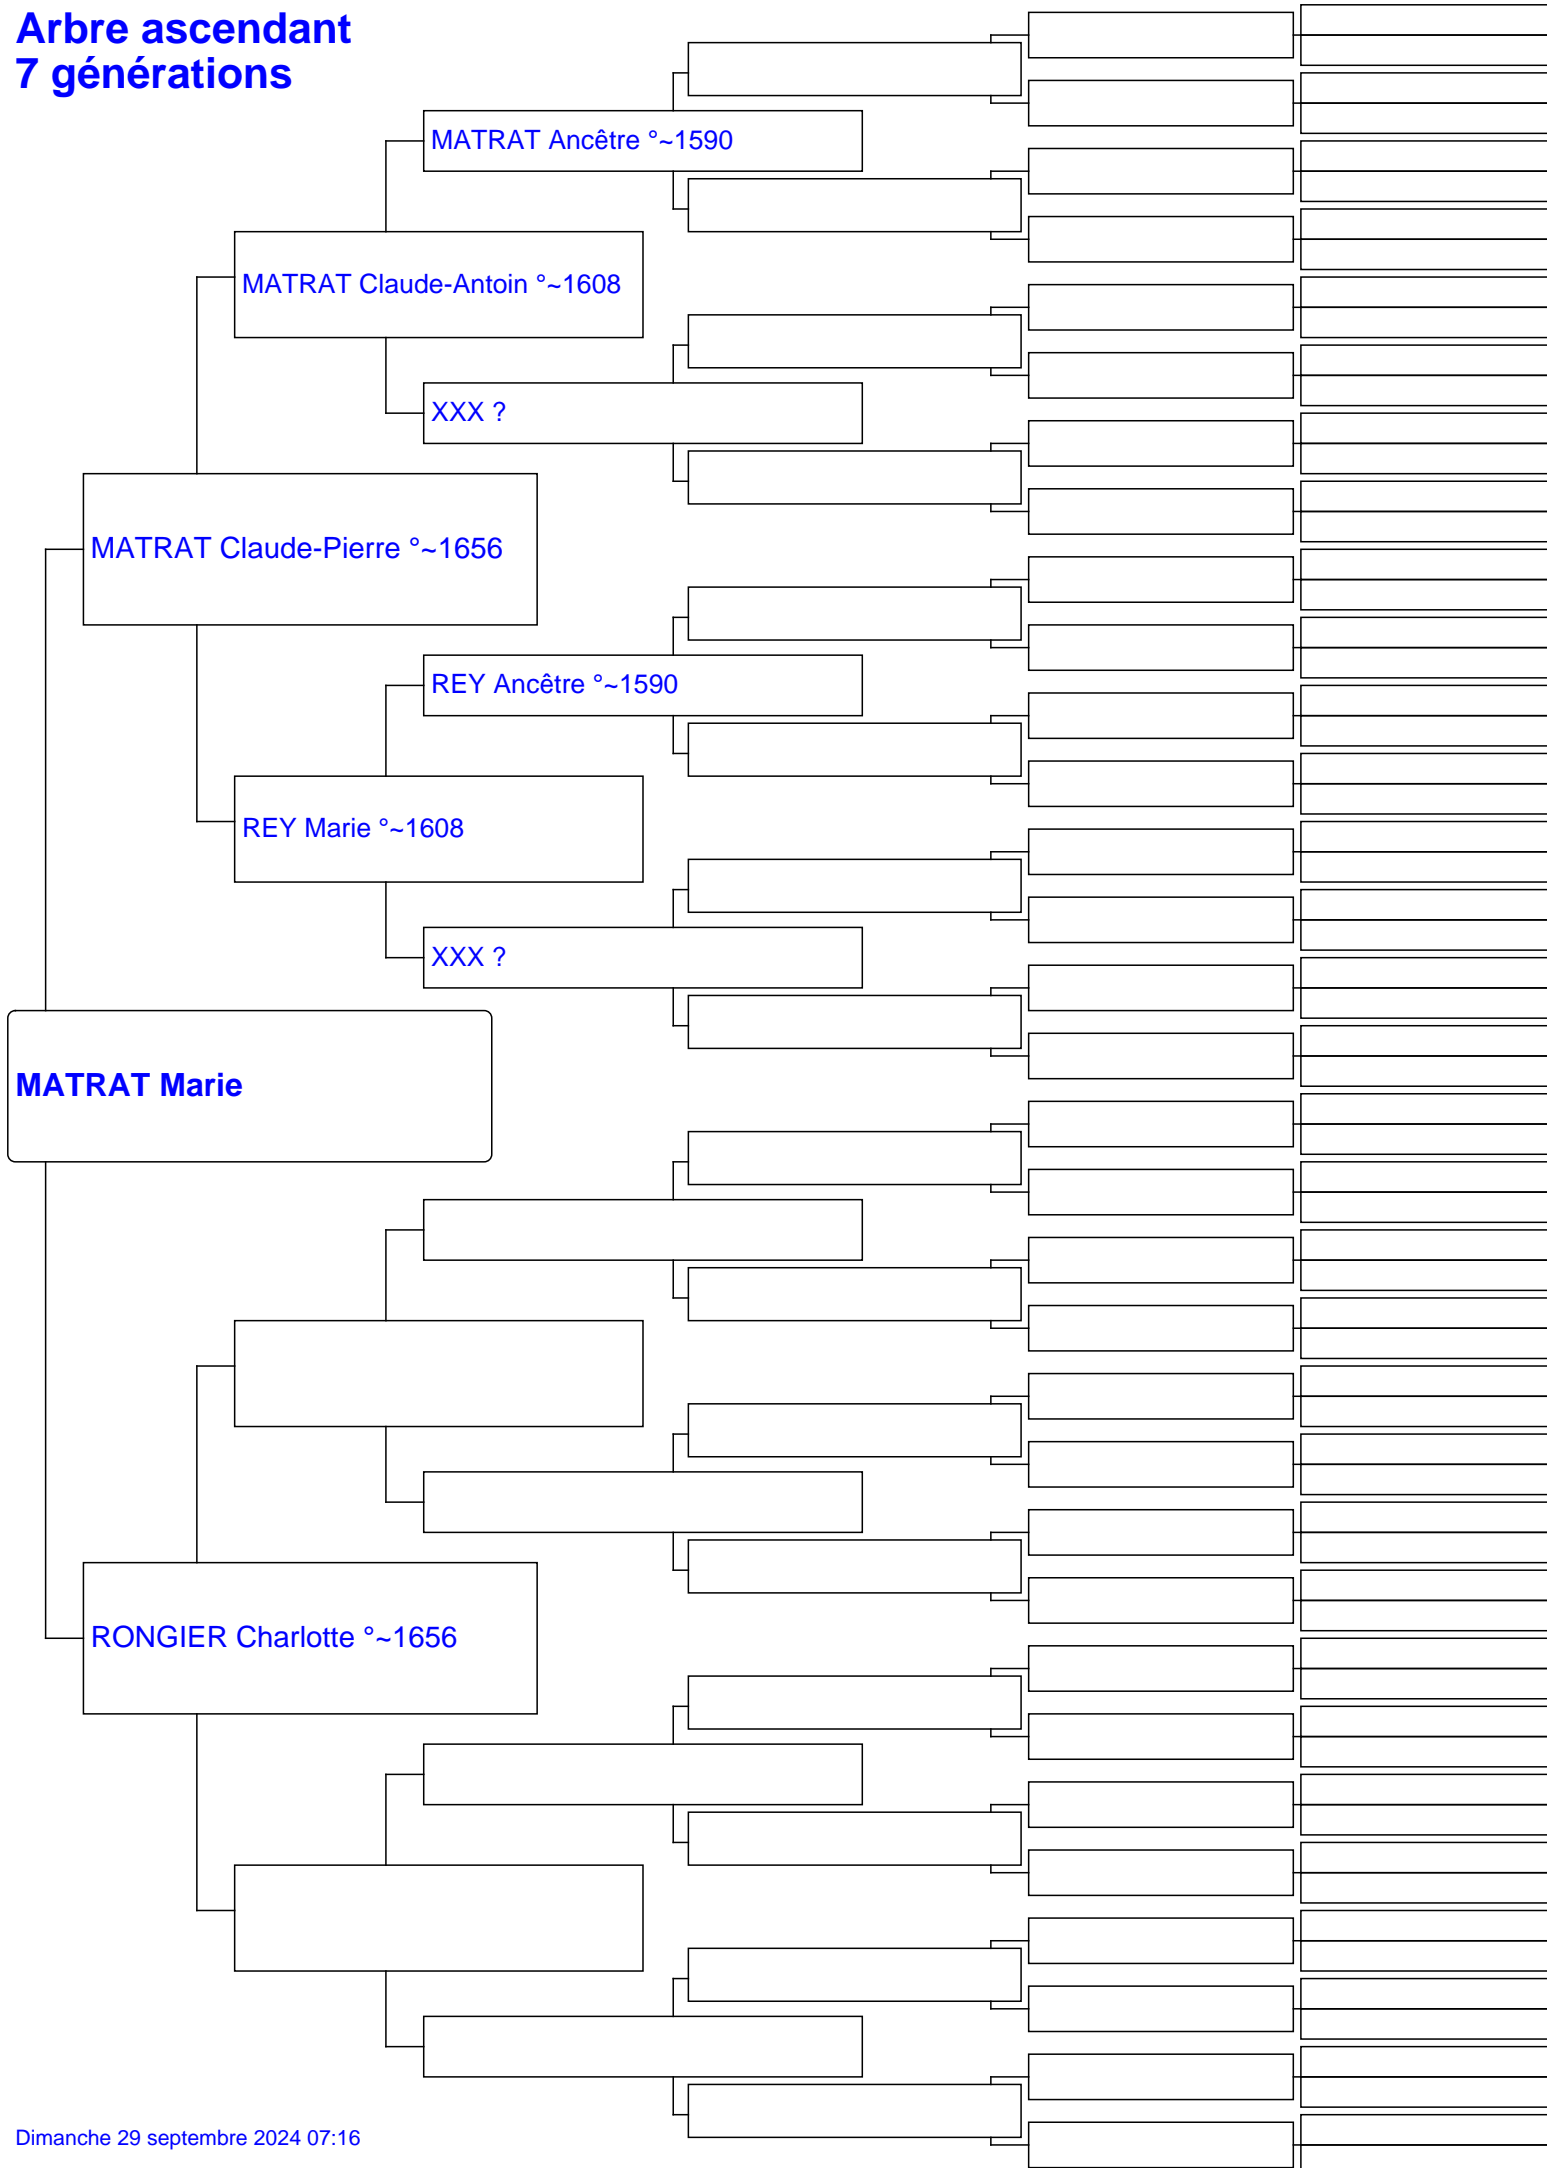 Arbre ascendant
7 générations
MATRAT Ancêtre °~1590
MATRAT Claude-Antoin °~1608
XXX ?
MATRAT Claude-Pierre °~1656
REY Ancêtre °~1590
REY Marie °~1608
XXX ?
MATRAT Marie
RONGIER Charlotte °~1656
Dimanche 29 septembre 2024 07:16